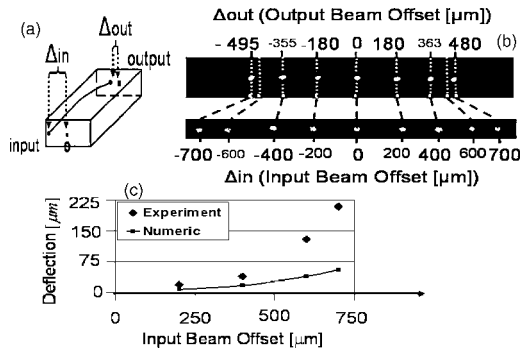 (a)
Δout
Δin
output
input
0
Δout (Output Beam Offset [µm])
-495 -355 -180 0 180 363 480 (b)
-700 -600 -400 -200 0 200 400 600 700
Δin (Input Beam Offset [µm])
(c)
Deflection [µm]
225
150
75
0
Experiment
Numeric
0 250 500 750
Input Beam Offset [µm]